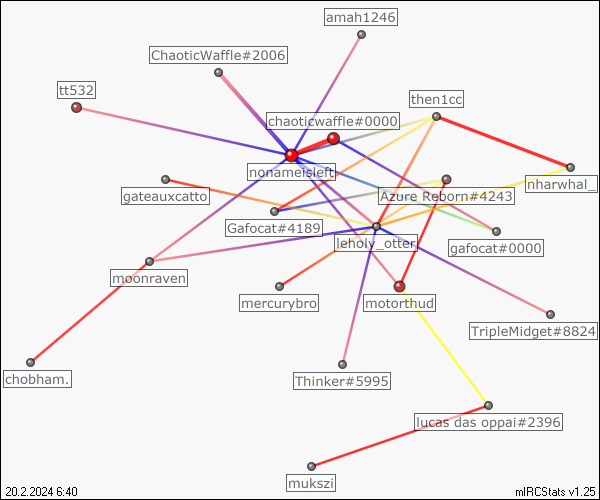 amah1246
ChaoticWaffle#2006
tt532
then1cc
chaoticwaffle#0000
nonameisleft
nharwhal_
gateauxcatto
Azure Reborn#4243
Gafocat#4189
leholy_otter
gafocat#0000
moonraven
mercurybro
motorthud
TripleMidget#8824
chobham.
Thinker#5995
lucas das oppai#2396
mukszi
20.2.2024 6:40
mIRCStats v1.25